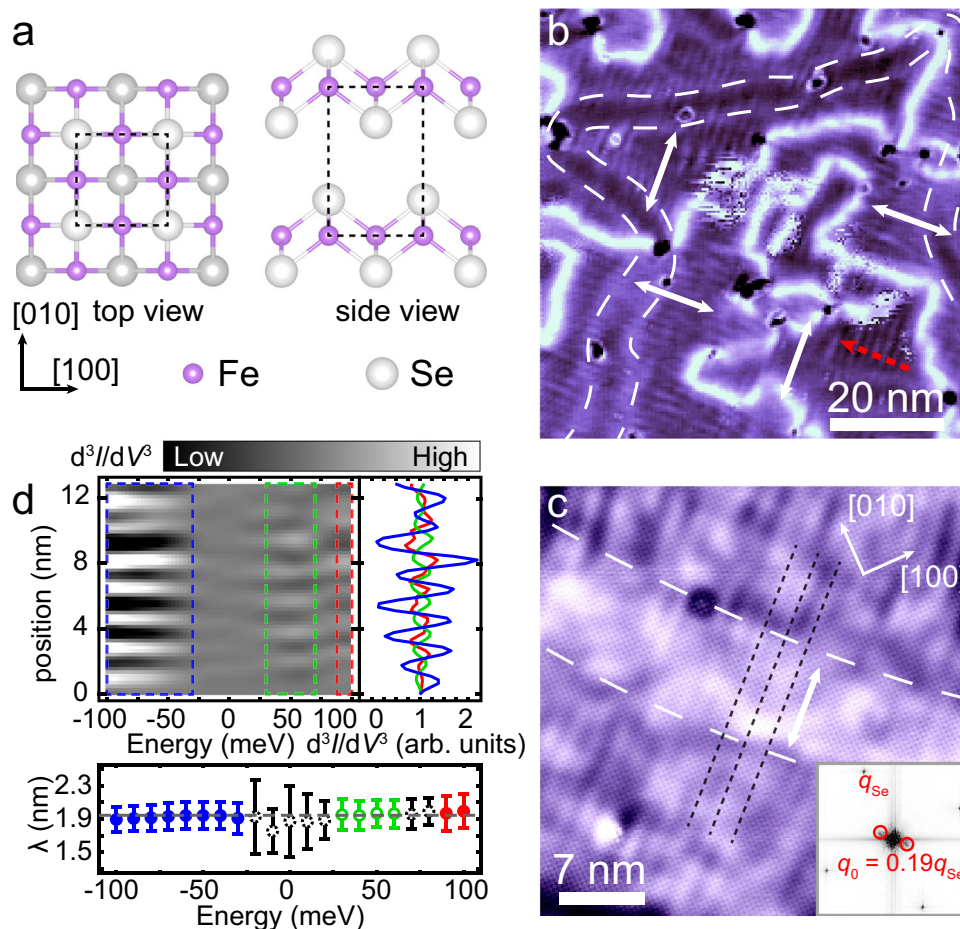 a
top view
side view
[010]
[100]
Fe
Se
b
20 nm
c
[010]
[100]
7 nm
qSe
q0 = 0.19qSe
d
d³I/dV³
Low
High
position (nm)
12
8
4
0
-100 -50 0 50 100 0 1 2
Energy (meV) d³I/dV³ (arb. units)
λ (nm)
2.3
1.9
1.5
-100 -50 0 50 100
Energy (meV)